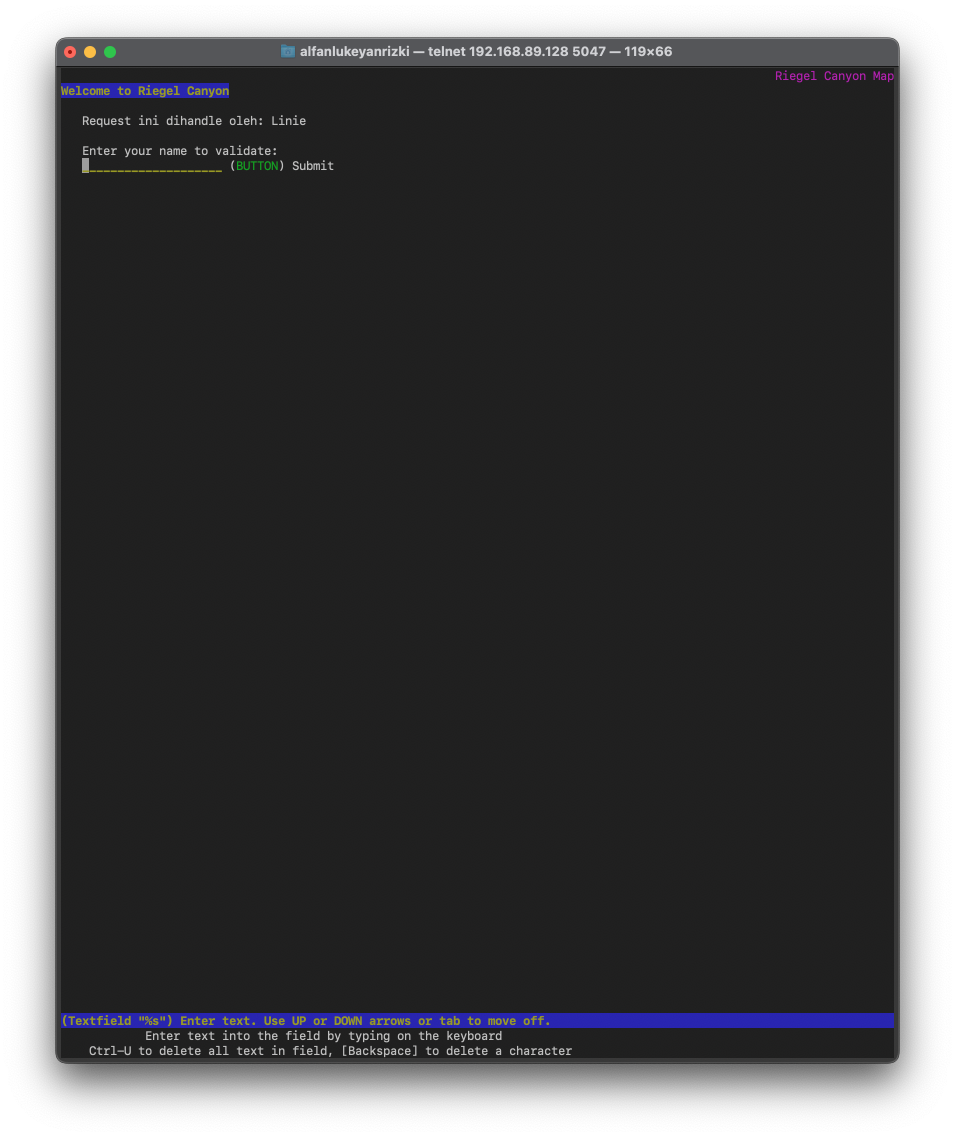 alfanlukeyanrizki — telnet 192.168.89.128 5047 — 119×66
Riegel Canyon Map
Welcome to Riegel Canyon
Request ini dihandle oleh: Linie
Enter your name to validate:
___________________ (BUTTON) Submit
(Textfield "%s") Enter text. Use UP or DOWN arrows or tab to move off.
Enter text into the field by typing on the keyboard
Ctrl-U to delete all text in field, [Backspace] to delete a character